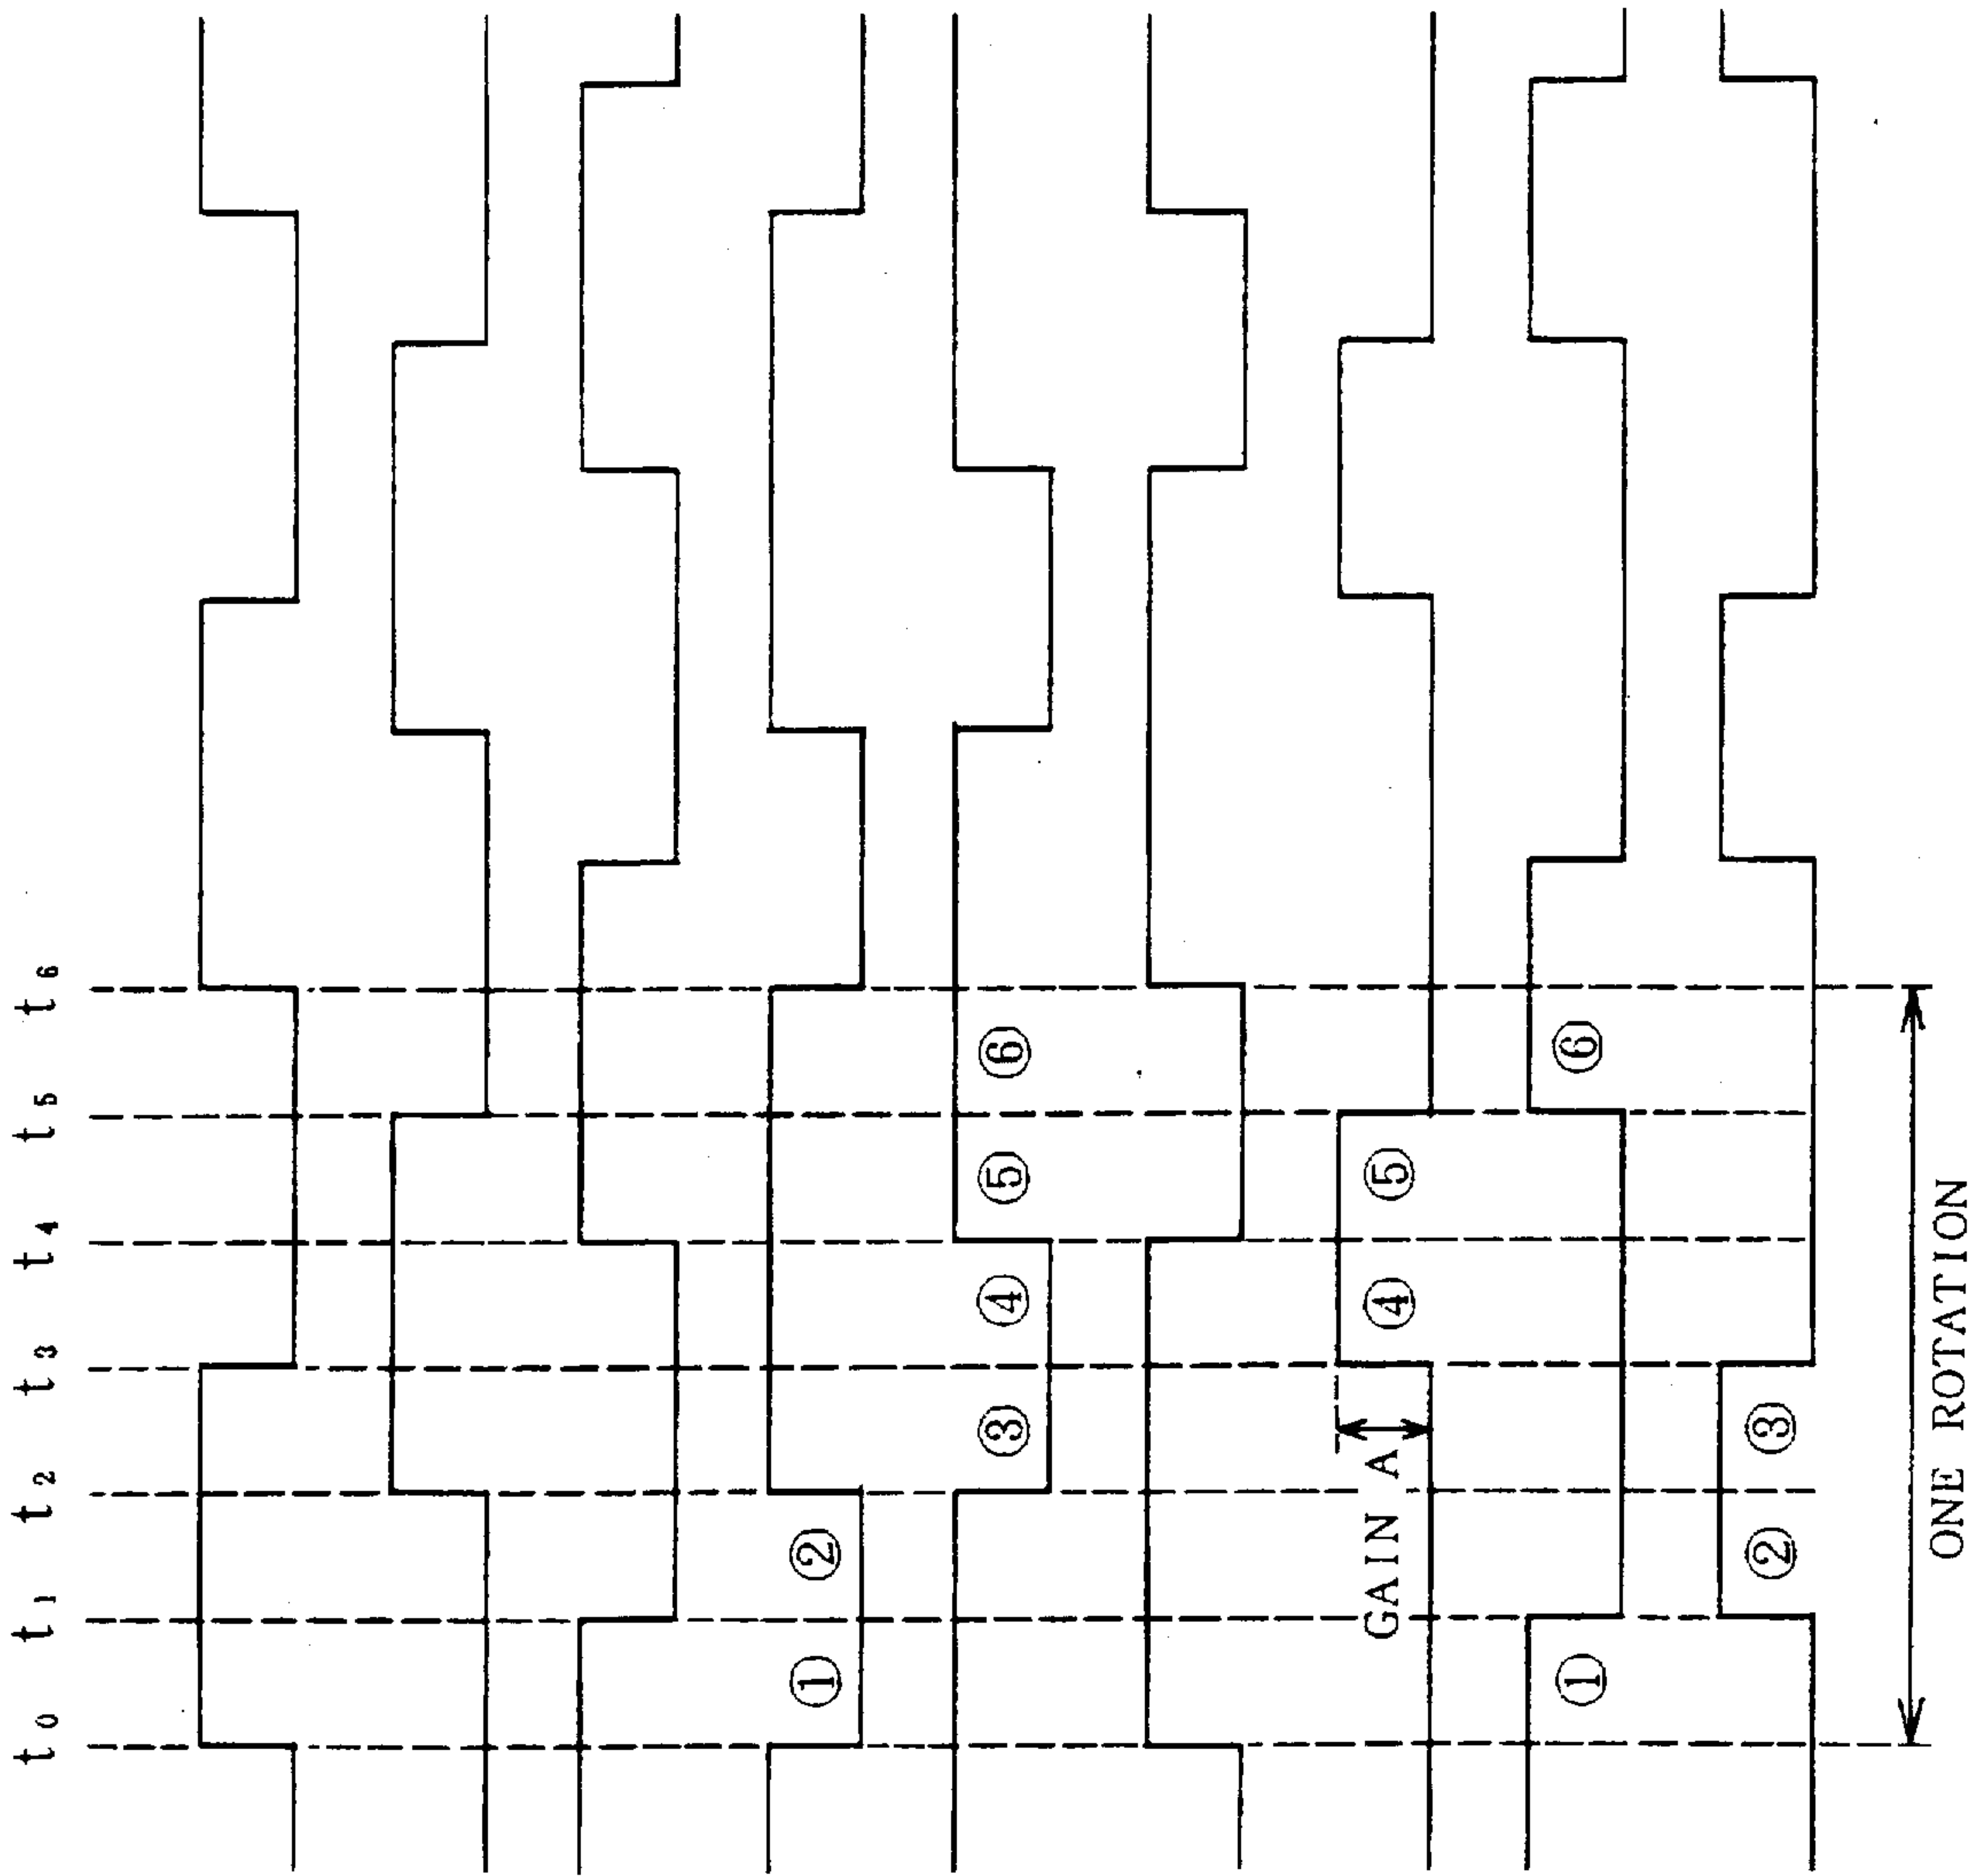 t₀ t₁ t₂ t₃ t₄ t₅ t₆
① ②
③ ④ ⑤ ⑥
GAIN A ④ ⑤
① ⑥
② ③
ONE ROTATION